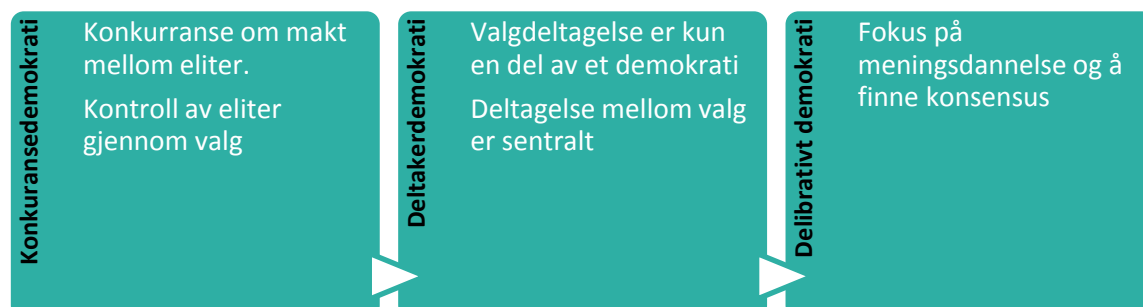 Konkuransedemokrati
Konkurranse om makt
mellom eliter.
Kontroll av eliter
gjennom valg
Deltakerdemokrati
Valgdeltagelse er kun
en del av et demokrati
Deltagelse mellom valg
er sentralt
Delibrativt demokrati
Fokus på
meningsdannelse og å
finne konsensus